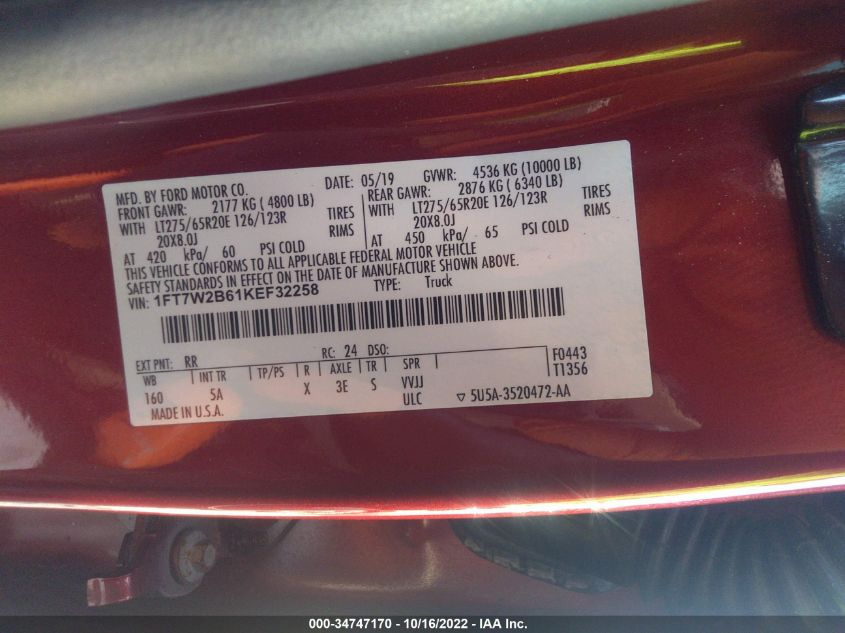 MFD. BY FORD MOTOR CO. DATE: 05/19 GVWR: 4536 KG (10000 LB)
FRONT GAWR: 2177 KG ( 4800 LB) REAR GAWR: 2876 KG ( 6340 LB)
WITH LT275/65R20E 126/123R TIRES WITH LT275/65R20E 126/123R TIRES
20X8.0J RIMS 20X8.0J RIMS
AT 420 kPa/ 60 PSI COLD AT 450 kPa/ 65 PSI COLD
THIS VEHICLE CONFORMS TO ALL APPLICABLE FEDERAL MOTOR VEHICLE
SAFETY STANDARDS IN EFFECT ON THE DATE OF MANUFACTURE SHOWN ABOVE.
VIN: 1FT7W2B61KEF32258 TYPE: Truck
EXT PNT: RR RC: 24 DSO: F0443
WB INT TR TP/PS R AXLE TR SPR T1356
160 5A X 3E S VVJJ
ULC ▽ 5U5A-3520472-AA
MADE IN U.S.A.
000-34747170 - 10/16/2022 - IAA Inc.